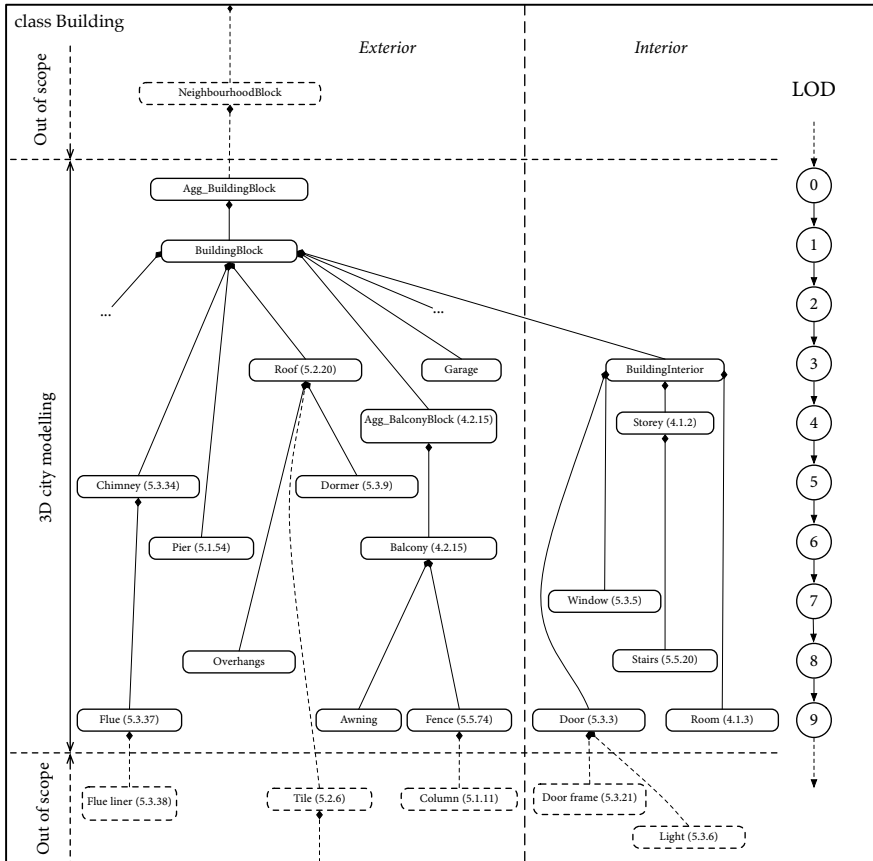 class Building
Exterior
Interior
Out of scope
NeighbourhoodBlock
LOD
Agg_BuildingBlock
0
BuildingBlock
1
...
...
2
3D city modelling
Roof (5.2.20)
Garage
BuildingInterior
3
Agg_BalconyBlock (4.2.15)
Storey (4.1.2)
4
Chimney (5.3.34)
Dormer (5.3.9)
5
Pier (5.1.54)
Balcony (4.2.15)
6
Window (5.3.5)
7
Overhangs
Stairs (5.5.20)
8
Flue (5.3.37)
Awning
Fence (5.5.74)
Door (5.3.3)
Room (4.1.3)
9
Out of scope
Flue liner (5.3.38)
Tile (5.2.6)
Column (5.1.11)
Door frame (5.3.21)
Light (5.3.6)